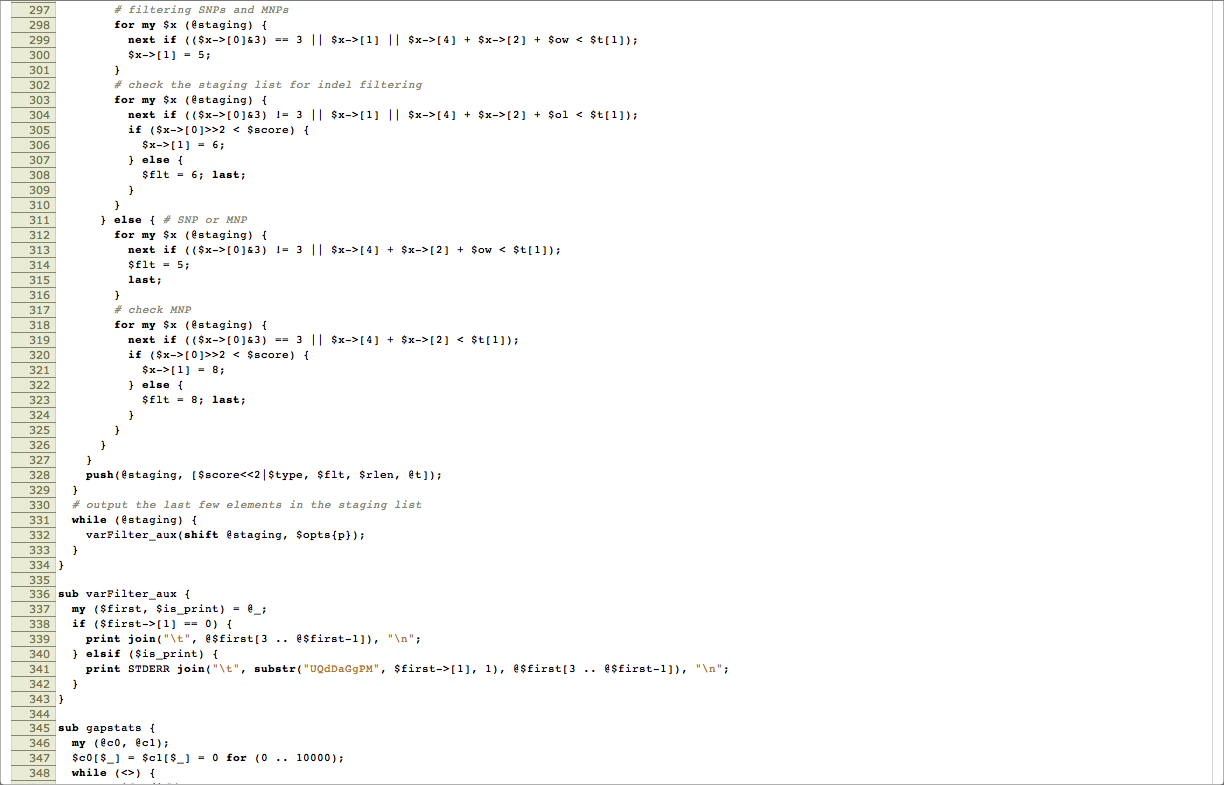 297 # filtering SNPs and MNPs
298 for my $x (@staging) {
299 next if (($x->[0]&3) == 3 || $x->[1] || $x->[4] + $x->[2] + $ow < $t[1]);
300 $x->[1] = 5;
301 }
302 # check the staging list for indel filtering
303 for my $x (@staging) {
304 next if (($x->[0]&3) != 3 || $x->[1] || $x->[4] + $x->[2] + $ol < $t[1]);
305 if ($x->[0]>>2 < $score) {
306 $x->[1] = 6;
307 } else {
308 $flt = 6; last;
309 }
310 }
311 } else { # SNP or MNP
312 for my $x (@staging) {
313 next if (($x->[0]&3) != 3 || $x->[4] + $x->[2] + $ow < $t[1]);
314 $flt = 5;
315 last;
316 }
317 # check MNP
318 for my $x (@staging) {
319 next if (($x->[0]&3) == 3 || $x->[4] + $x->[2] < $t[1]);
320 if ($x->[0]>>2 < $score) {
321 $x->[1] = 8;
322 } else {
323 $flt = 8; last;
324 }
325 }
326 }
327 }
328 push(@staging, [$score<<2|$type, $flt, $rlen, @t]);
329 }
330 # output the last few elements in the staging list
331 while (@staging) {
332 varFilter_aux(shift @staging, $opts{p});
333 }
334 }
335
336 sub varFilter_aux {
337 my ($first, $is_print) = @_;
338 if ($first->[1] == 0) {
339 print join("\t", @$first[3 .. @$first-1]), "\n";
340 } elsif ($is_print) {
341 print STDERR join("\t", substr("UQdDaGgPM", $first->[1], 1), @$first[3 .. @$first-1]), "\n";
342 }
343 }
344
345 sub gapstats {
346 my (@c0, @c1);
347 $c0[$_] = $c1[$_] = 0 for (0 .. 10000);
348 while (<>) {